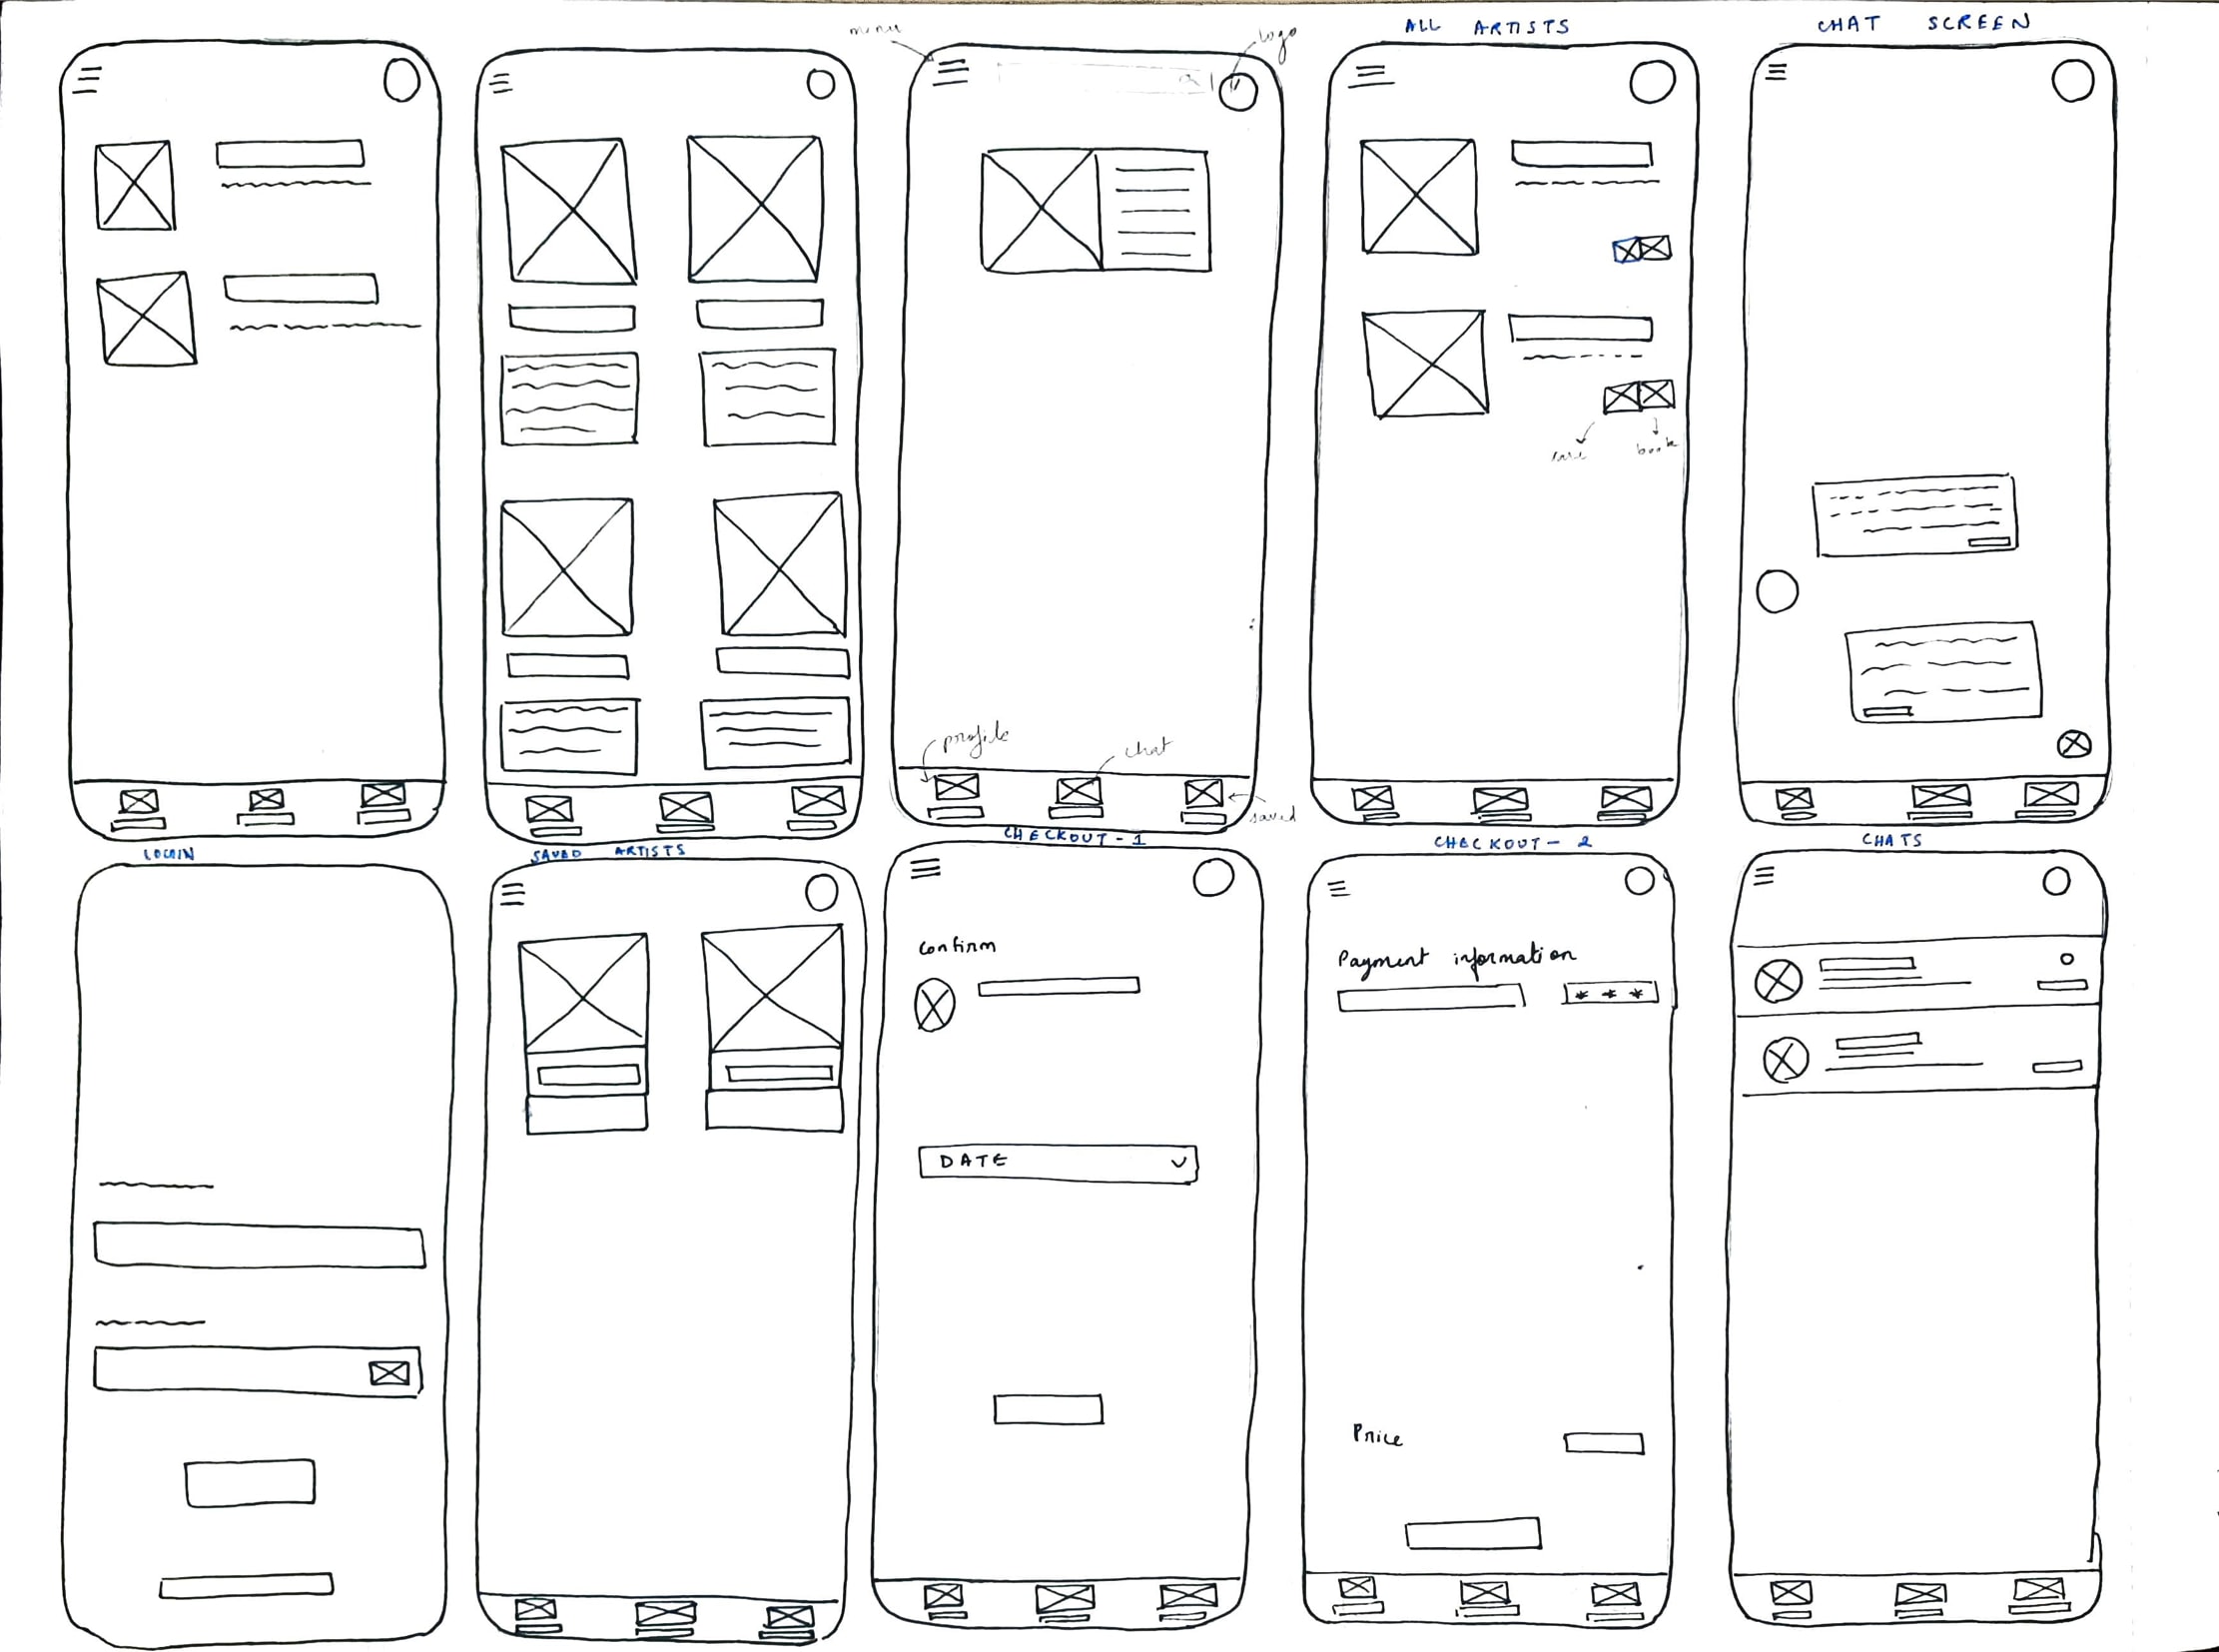 menu
logo
ALL ARTISTS
CHAT SCREEN
book
profile
chat
saved
LOGIN
SAVED ARTISTS
CHECKOUT - 1
CHECKOUT - 2
CHATS
Confirm
DATE
Payment information
* * *
Price